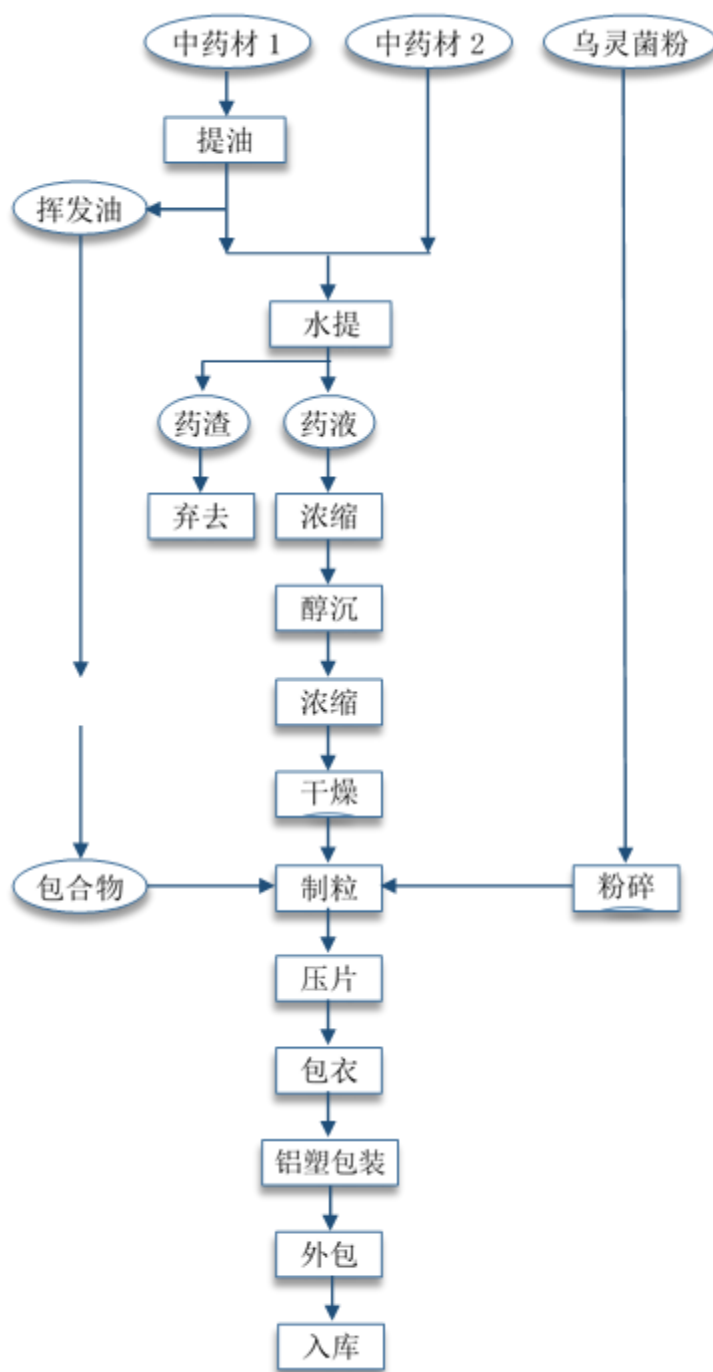 中药材 1
中药材 2
乌灵菌粉
提油
挥发油
水提
药渣
药液
弃去
浓缩
醇沉
浓缩
干燥
包合物
制粒
粉碎
压片
包衣
铝塑包装
外包
入库